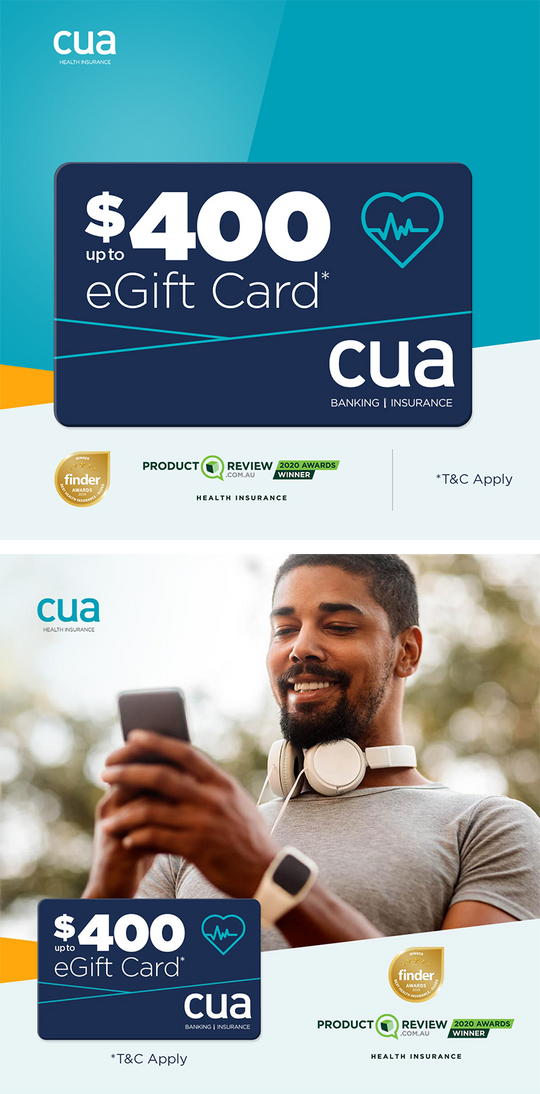 cua
HEALTH INSURANCE
$400
up to
eGift Card*
cua
BANKING | INSURANCE
WINNER
finder
AWARDS
PRODUCT REVIEW
.COM.AU
2020 AWARDS
WINNER
HEALTH INSURANCE
*T&C Apply
cua
HEALTH INSURANCE
$400
up to
eGift Card*
cua
BANKING | INSURANCE
*T&C Apply
WINNER
finder
AWARDS
PRODUCT REVIEW
.COM.AU
2020 AWARDS
WINNER
HEALTH INSURANCE